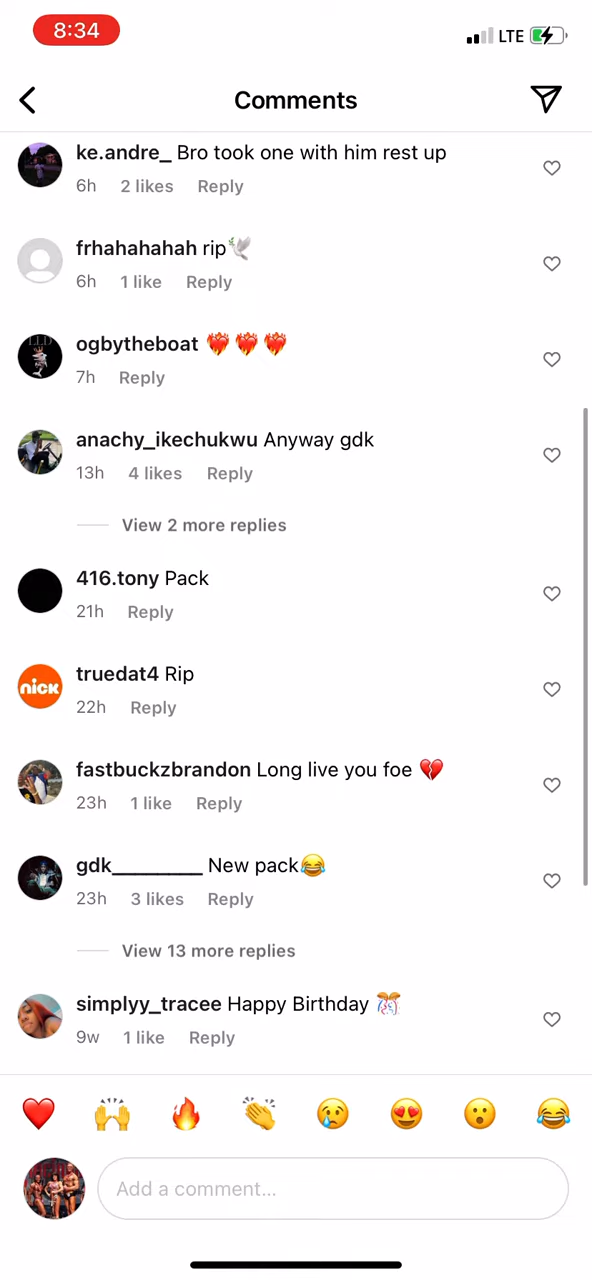 8:34 LTE
Comments
ke.andre_ Bro took one with him rest up
6h 2 likes Reply
frhahahahah rip🕊️
6h 1 like Reply
ogbytheboat ❤️‍🔥 ❤️‍🔥 ❤️‍🔥
7h Reply
anachy_ikechukwu Anyway gdk
13h 4 likes Reply
View 2 more replies
416.tony Pack
21h Reply
nick
truedat4 Rip
22h Reply
fastbuckzbrandon Long live you foe 💔
23h 1 like Reply
gdk_________ New pack😂
23h 3 likes Reply
View 13 more replies
simplyy_tracee Happy Birthday 🎊
9w 1 like Reply
❤️ 🙌 🔥 👏 😢 😍 😮 😂
Add a comment...